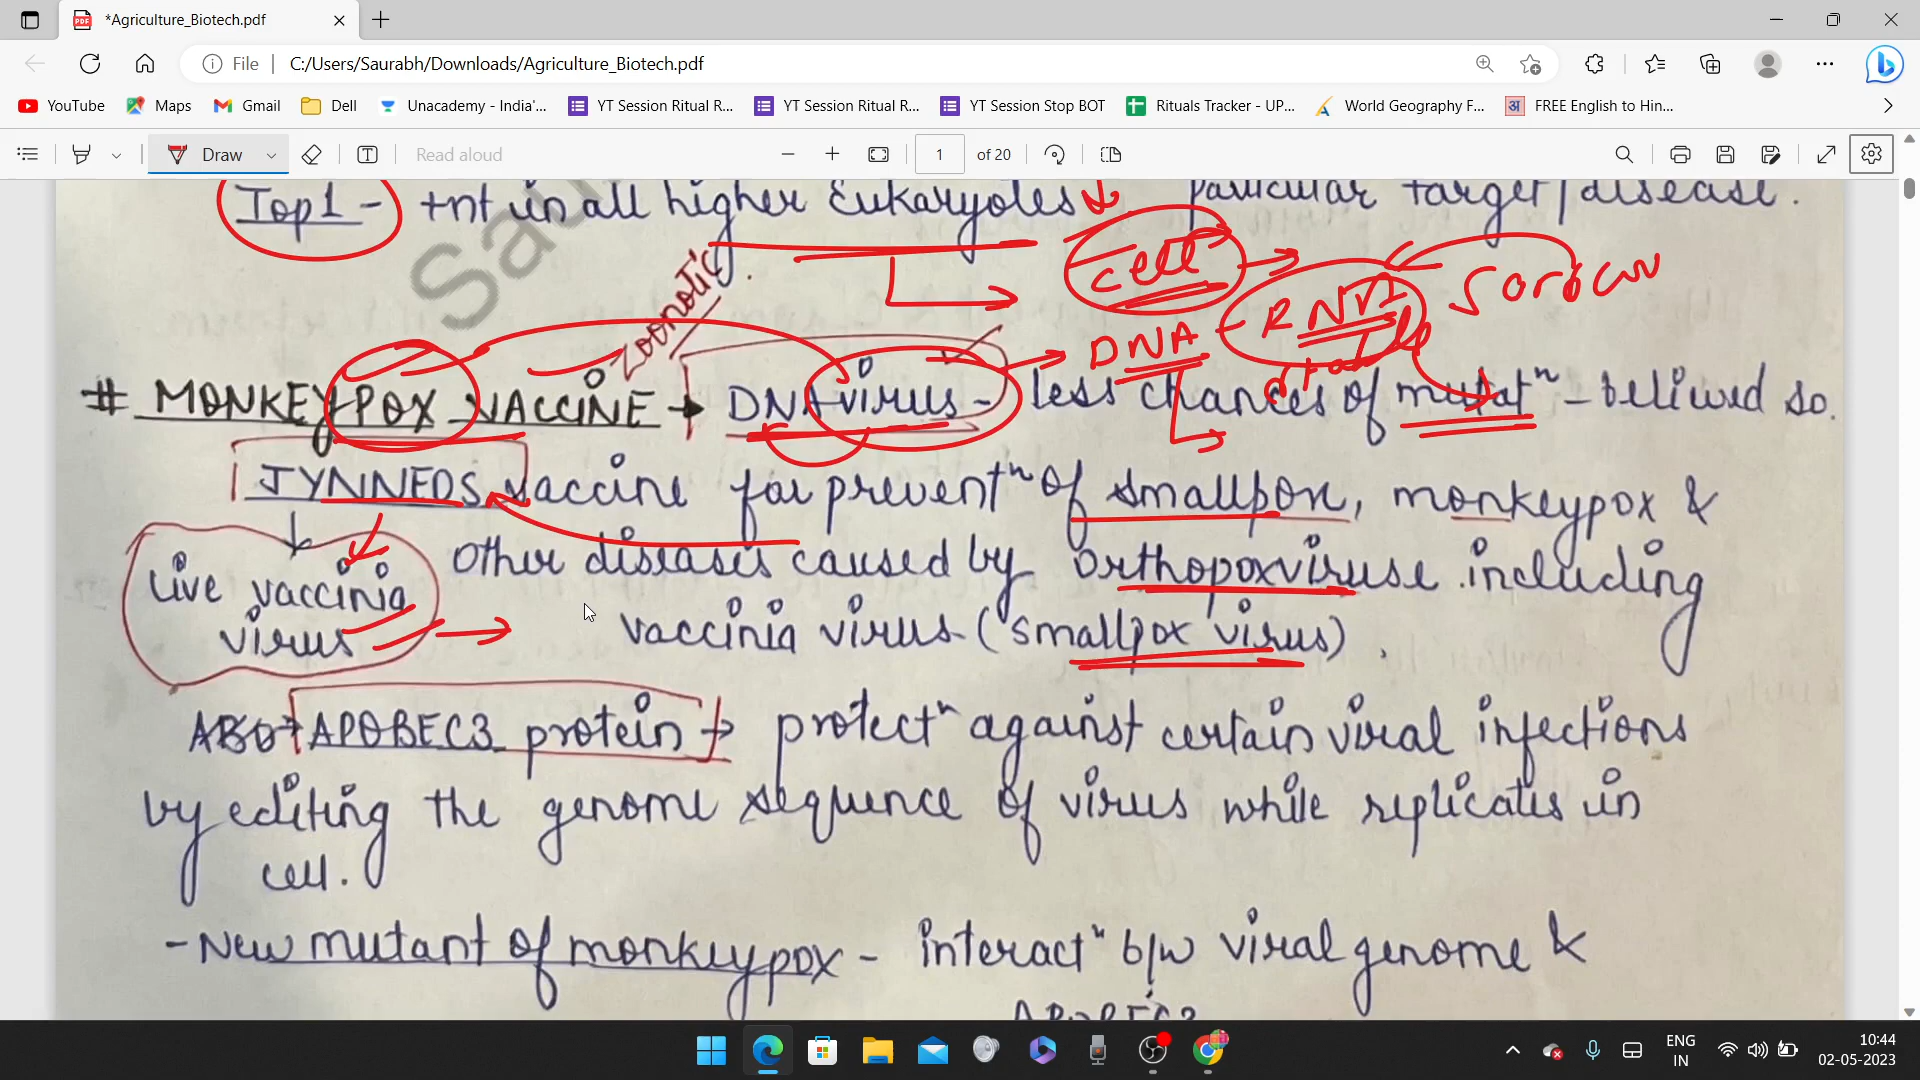 *Agriculture_Biotech.pdf
File C:/Users/Saurabh/Downloads/Agriculture_Biotech.pdf
YouTube Maps Gmail Dell Unacademy - India'... YT Session Ritual R... YT Session Ritual R... YT Session Stop BOT Rituals Tracker - UP... World Geography F... FREE English to Hin...
Draw Read aloud 1 of 20
Top1 - +nt in all higher Eukaryotes particular target/disease.
Sau
cell
Zoonotic
DNA - RNA
# MONKEYPOX VACCINE → DNA virus - less chances of mutatⁿ - belived so.
JYNNEOS vaccine for preventⁿ of smallpox, monkeypox &
Live vaccinia other diseases caused by orthopoxviruse including
virus vaccinia virus (smallpox virus).
APOBEC3 protein → protectⁿ against certain viral infections
by editing the genome sequence of virus while replicates in
cell.
- New mutant of monkeypox - interactⁿ b/w viral genome &
APOBEC3
ENG
IN
10:44
02-05-2023